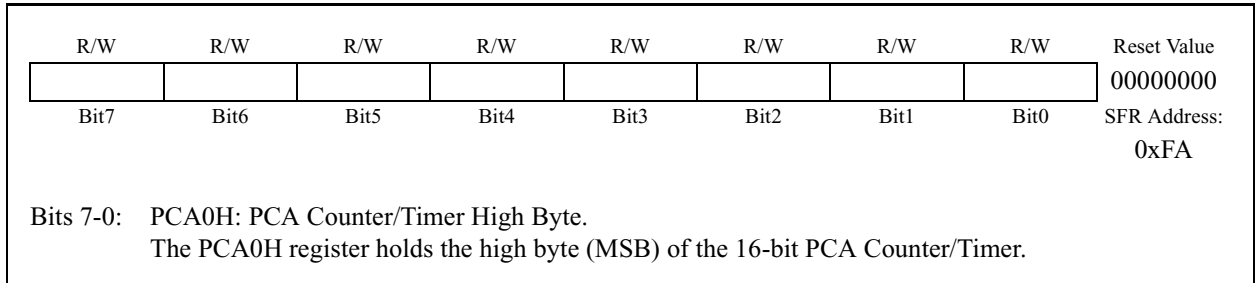 R/W R/W R/W R/W R/W R/W R/W R/W Reset Value
00000000
Bit7 Bit6 Bit5 Bit4 Bit3 Bit2 Bit1 Bit0 SFR Address:
0xFA
Bits 7-0: PCA0H: PCA Counter/Timer High Byte.
The PCA0H register holds the high byte (MSB) of the 16-bit PCA Counter/Timer.